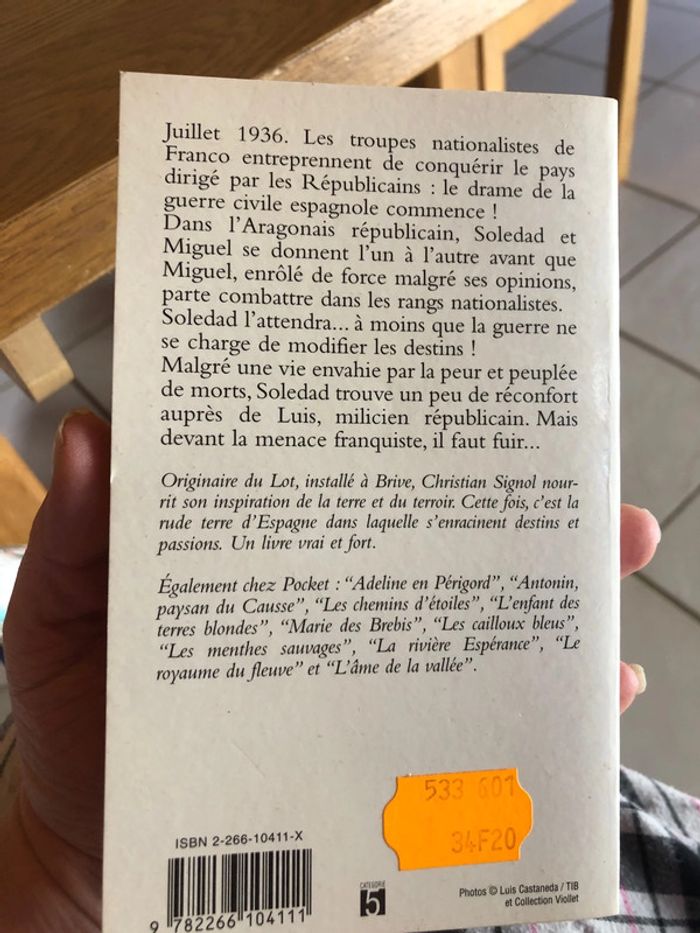 Juillet 1936. Les troupes nationalistes de
Franco entreprennent de conquérir le pays
dirigé par les Républicains : le drame de la
guerre civile espagnole commence !
Dans l'Aragonais républicain, Soledad et
Miguel se donnent l'un à l'autre avant que
Miguel, enrôlé de force malgré ses opinions,
parte combattre dans les rangs nationalistes.
Soledad l'attendra... à moins que la guerre ne
se charge de modifier les destins !
Malgré une vie envahie par la peur et peuplée
de morts, Soledad trouve un peu de réconfort
auprès de Luis, milicien républicain. Mais
devant la menace franquiste, il faut fuir...
Originaire du Lot, installé à Brive, Christian Signol nour-
rit son inspiration de la terre et du terroir. Cette fois, c'est la
rude terre d'Espagne dans laquelle s'enracinent destins et
passions. Un livre vrai et fort.
Également chez Pocket : "Adeline en Périgord", "Antonin,
paysan du Causse", "Les chemins d'étoiles", "L'enfant des
terres blondes", "Marie des Brebis", "Les cailloux bleus",
"Les menthes sauvages", "La rivière Espérance", "Le
royaume du fleuve" et "L'âme de la vallée".
533 601
34F20
ISBN 2-266-10411-X
9 782266 104111
CATEGORIE
5
Photos © Luis Castaneda / TIB
et Collection Viollet